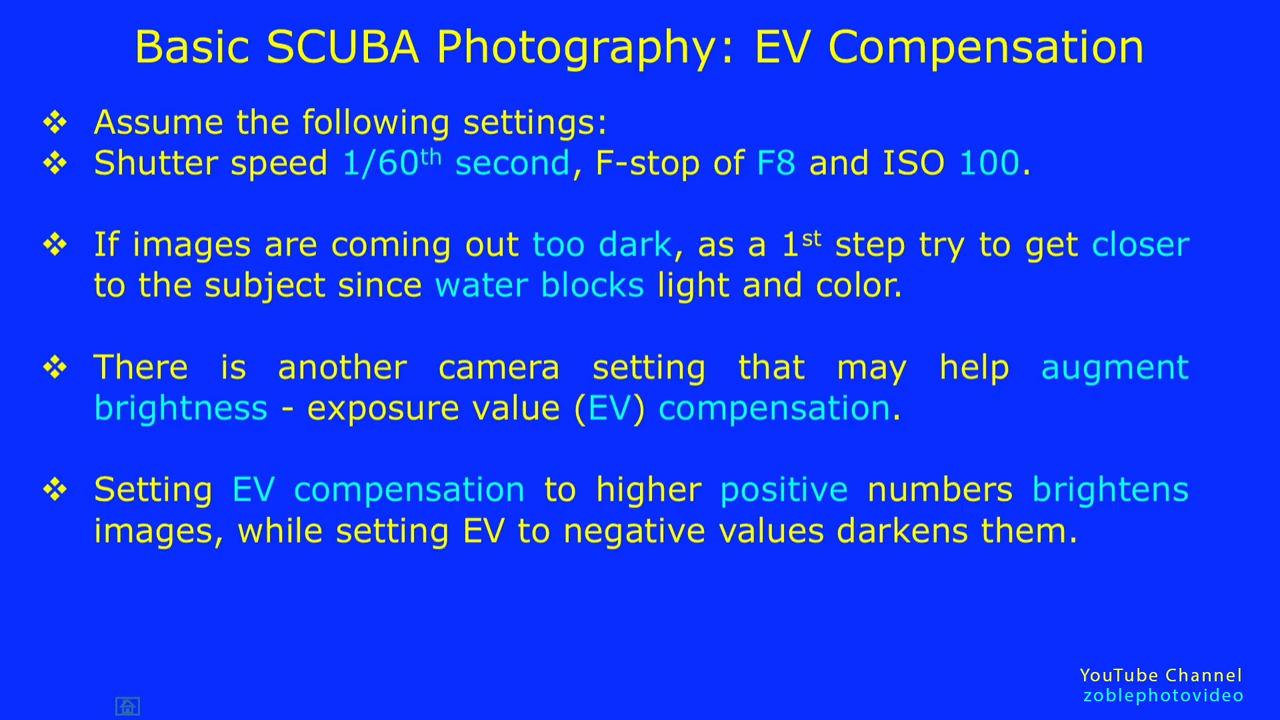 Basic SCUBA Photography: EV Compensation
❖ Assume the following settings:
❖ Shutter speed 1/60th second, F-stop of F8 and ISO 100.
❖ If images are coming out too dark, as a 1st step try to get closer
to the subject since water blocks light and color.
❖ There is another camera setting that may help augment
brightness - exposure value (EV) compensation.
❖ Setting EV compensation to higher positive numbers brightens
images, while setting EV to negative values darkens them.
YouTube Channel
zoblephotovideo